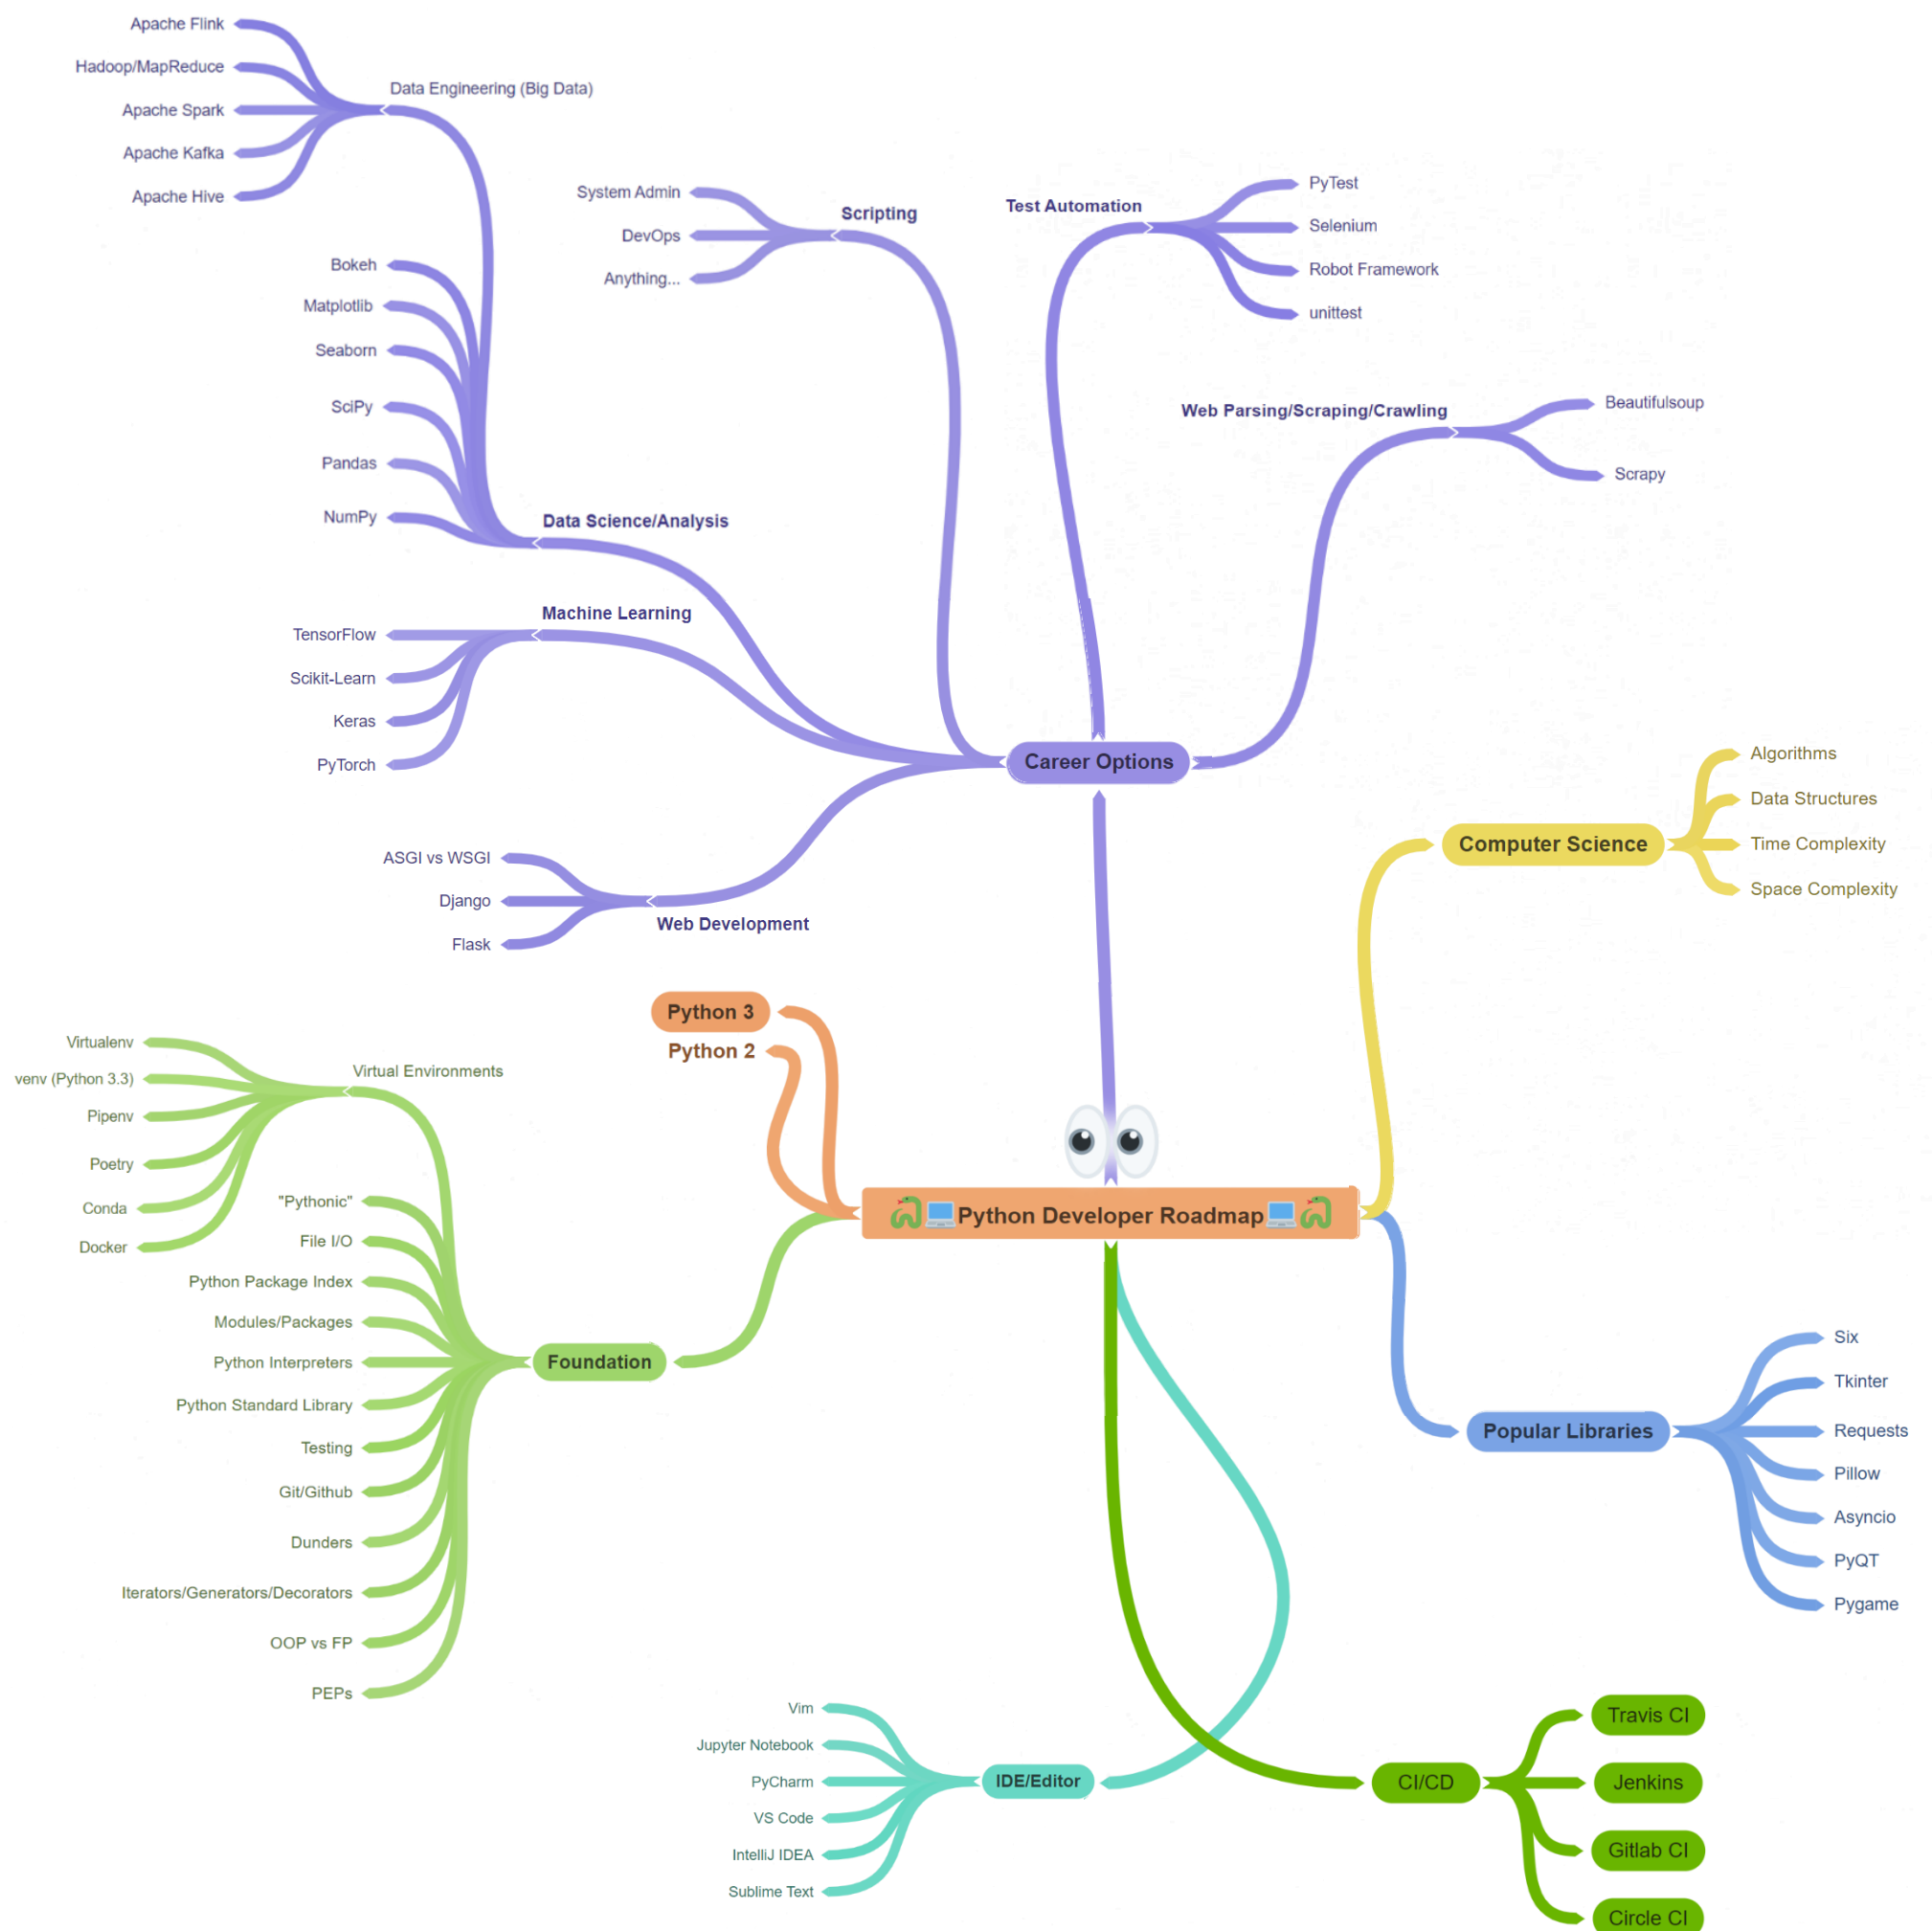 Apache Flink
Hadoop/MapReduce
Apache Spark
Apache Kafka
Apache Hive
Data Engineering (Big Data)
Bokeh
Matplotlib
Seaborn
SciPy
Pandas
NumPy
Data Science/Analysis
System Admin
DevOps
Anything...
Scripting
Test Automation
PyTest
Selenium
Robot Framework
unittest
Web Parsing/Scraping/Crawling
Beautifulsoup
Scrapy
Machine Learning
TensorFlow
Scikit-Learn
Keras
PyTorch
Career Options
ASGI vs WSGI
Django
Flask
Web Development
Computer Science
Algorithms
Data Structures
Time Complexity
Space Complexity
Python 3
Python 2
Python Developer Roadmap
Virtual Environments
Virtualenv
venv (Python 3.3)
Pipenv
Poetry
Conda
Docker
"Pythonic"
File I/O
Python Package Index
Modules/Packages
Python Interpreters
Python Standard Library
Testing
Git/Github
Dunders
Iterators/Generators/Decorators
OOP vs FP
PEPs
Foundation
Popular Libraries
Six
Tkinter
Requests
Pillow
Asyncio
PyQT
Pygame
Vim
Jupyter Notebook
PyCharm
VS Code
IntelliJ IDEA
Sublime Text
IDE/Editor
CI/CD
Travis CI
Jenkins
Gitlab CI
Circle CI